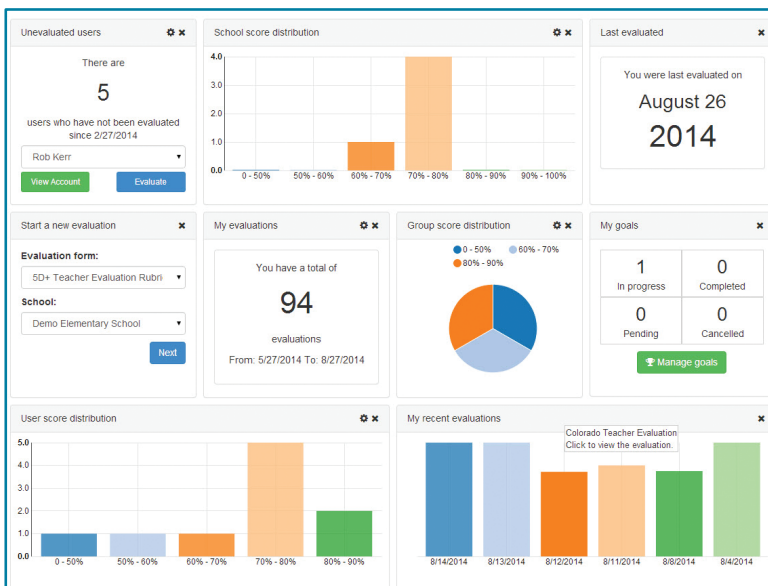 Unevaluated users
There are
5
users who have not been evaluated
since 2/27/2014
Rob Kerr
View Account
Evaluate
School score distribution
4.0
3.0
2.0
1.0
0.0
0 - 50%
50% - 60%
60% - 70%
70% - 80%
80% - 90%
90% - 100%
Last evaluated
You were last evaluated on
August 26
2014
Start a new evaluation
Evaluation form:
5D+ Teacher Evaluation Rubri
School:
Demo Elementary School
Next
My evaluations
You have a total of
94
evaluations
From: 5/27/2014 To: 8/27/2014
Group score distribution
0 - 50%
60% - 70%
80% - 90%
My goals
1
In progress
0
Completed
0
Pending
0
Cancelled
Manage goals
User score distribution
5.0
4.0
3.0
2.0
1.0
0.0
0 - 50%
50% - 60%
60% - 70%
70% - 80%
80% - 90%
My recent evaluations
Colorado Teacher Evaluation
Click to view the evaluation.
8/14/2014
8/13/2014
8/12/2014
8/11/2014
8/8/2014
8/4/2014